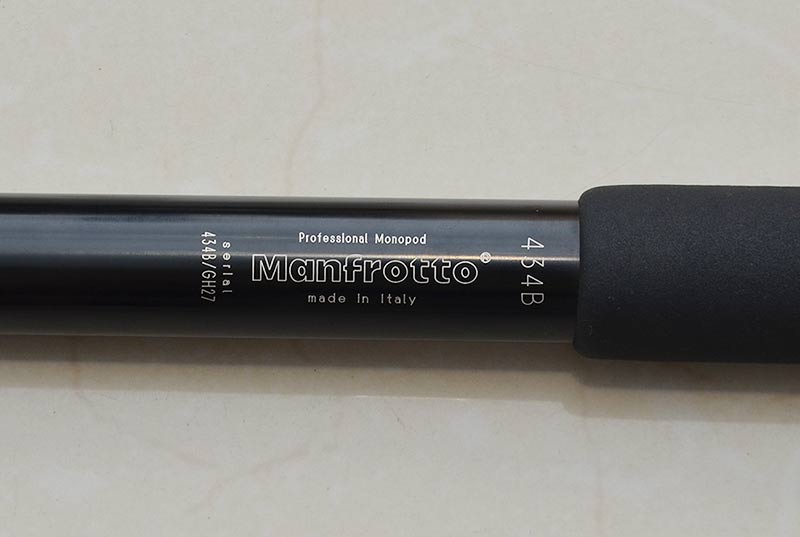 Professional Monopod
Manfrotto®
made in Italy
434B
serial
434B/GH27